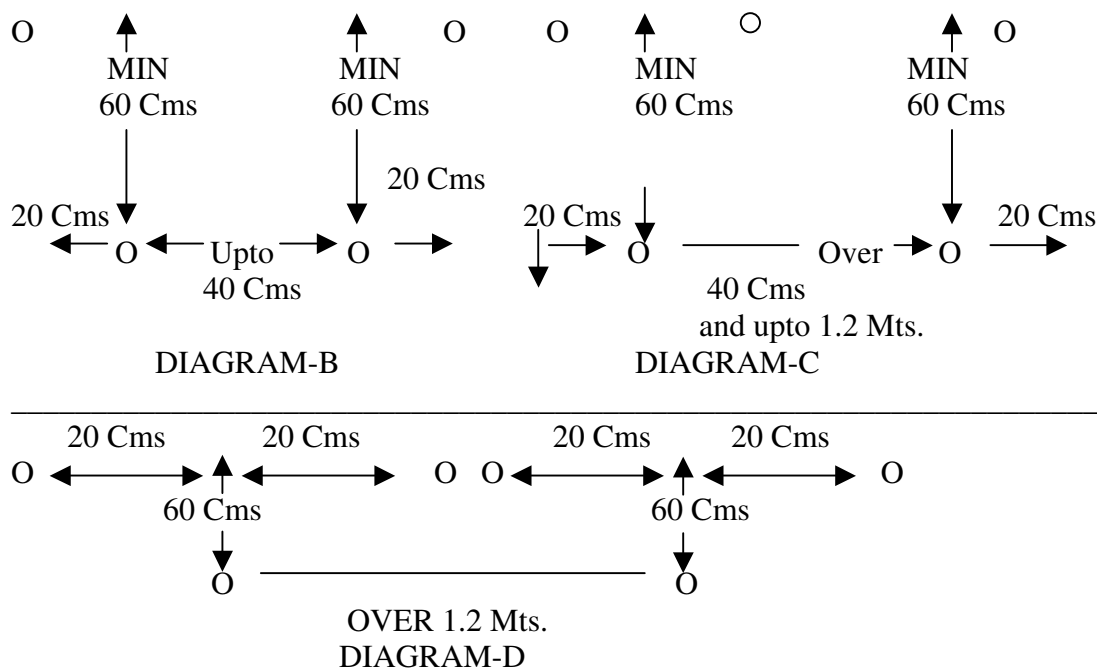 O O O O O
MIN MIN MIN MIN
60 Cms 60 Cms 60 Cms 60 Cms
20 Cms
20 Cms 20 Cms 20 Cms
O Upto O O Over O
40 Cms 40 Cms
and upto 1.2 Mts.
DIAGRAM-B DIAGRAM-C
20 Cms 20 Cms 20 Cms 20 Cms
O O O O
60 Cms 60 Cms
O O
OVER 1.2 Mts.
DIAGRAM-D